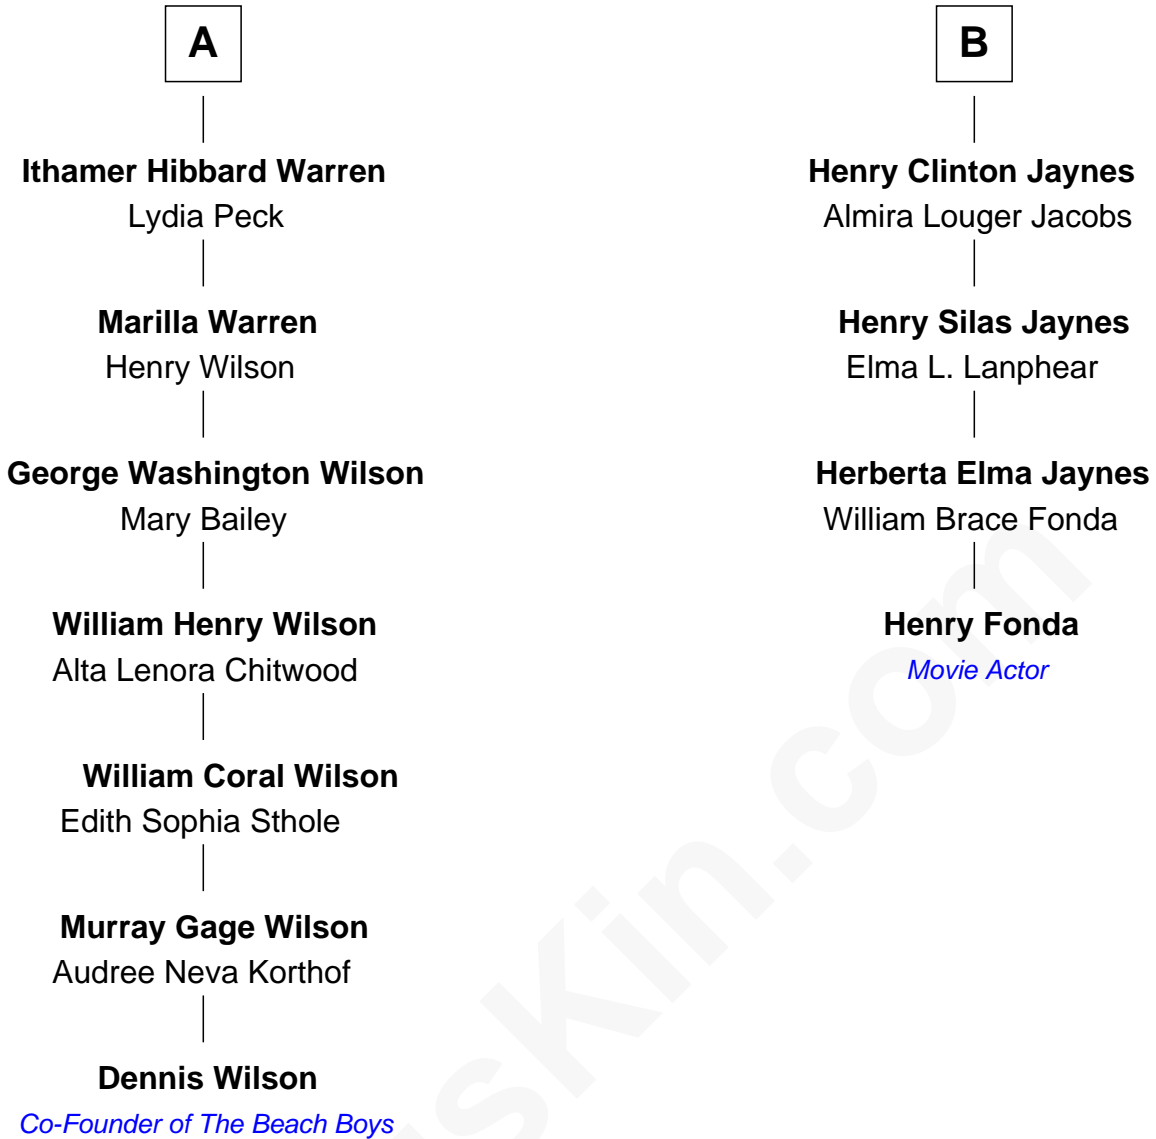 A
Ithamer Hibbard Warren
Lydia Peck
Marilla Warren
Henry Wilson
George Washington Wilson
Mary Bailey
William Henry Wilson
Alta Lenora Chitwood
William Coral Wilson
Edith Sophia Sthole
Murray Gage Wilson
Audree Neva Korthof
Dennis Wilson
Co-Founder of The Beach Boys
B
Henry Clinton Jaynes
Almira Louger Jacobs
Henry Silas Jaynes
Elma L. Lanphear
Herberta Elma Jaynes
William Brace Fonda
Henry Fonda
Movie Actor
sKin.com